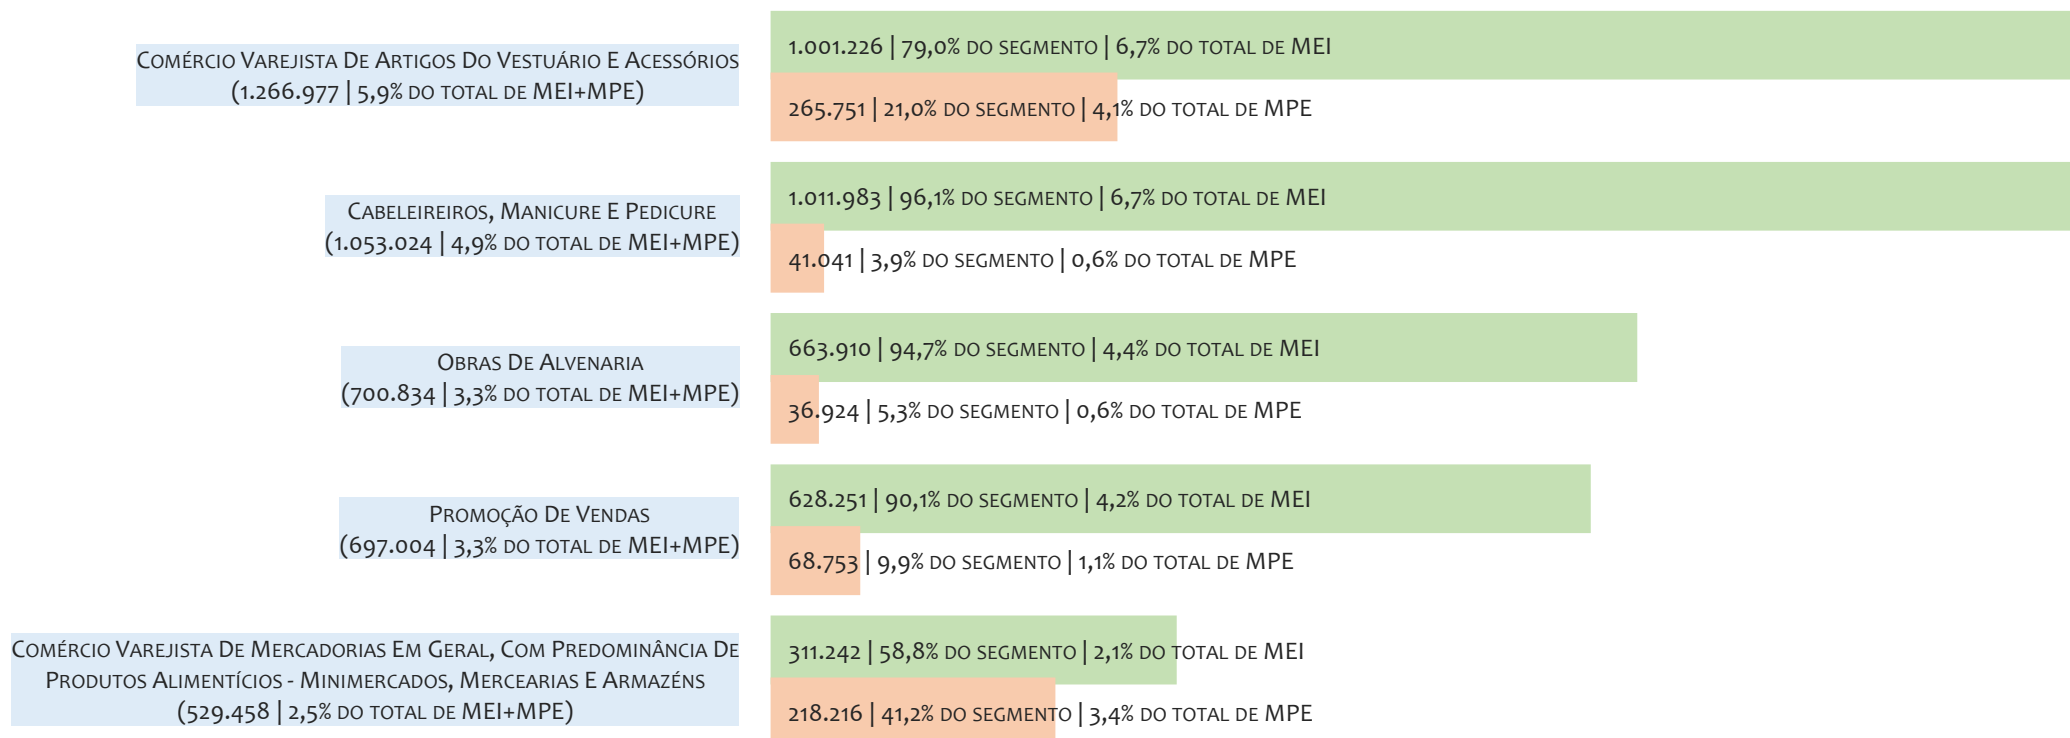 Comércio Varejista De Artigos Do Vestuário E Acessórios
(1.266.977 | 5,9% do total de MEI+MPE)
1.001.226 | 79,0% do segmento | 6,7% do total de MEI
265.751 | 21,0% do segmento | 4,1% do total de MPE
Cabeleireiros, Manicure E Pedicure
(1.053.024 | 4,9% do total de MEI+MPE)
1.011.983 | 96,1% do segmento | 6,7% do total de MEI
41.041 | 3,9% do segmento | 0,6% do total de MPE
Obras De Alvenaria
(700.834 | 3,3% do total de MEI+MPE)
663.910 | 94,7% do segmento | 4,4% do total de MEI
36.924 | 5,3% do segmento | 0,6% do total de MPE
Promoção De Vendas
(697.004 | 3,3% do total de MEI+MPE)
628.251 | 90,1% do segmento | 4,2% do total de MEI
68.753 | 9,9% do segmento | 1,1% do total de MPE
Comércio Varejista De Mercadorias Em Geral, Com Predominância De
Produtos Alimentícios - Minimercados, Mercearias E Armazéns
(529.458 | 2,5% do total de MEI+MPE)
311.242 | 58,8% do segmento | 2,1% do total de MEI
218.216 | 41,2% do segmento | 3,4% do total de MPE